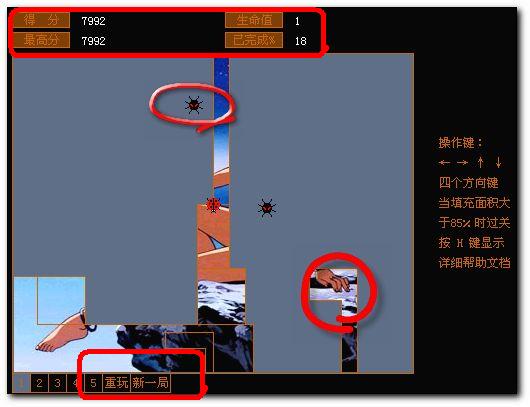 得 分 7992 生命值 1
最高分 7992 已完成% 18
操作键：
← → ↑ ↓
四个方向键
当填充面积大
于85%时过关
按 H 键显示
详细帮助文档
1 2 3 4 5 重玩 新一局